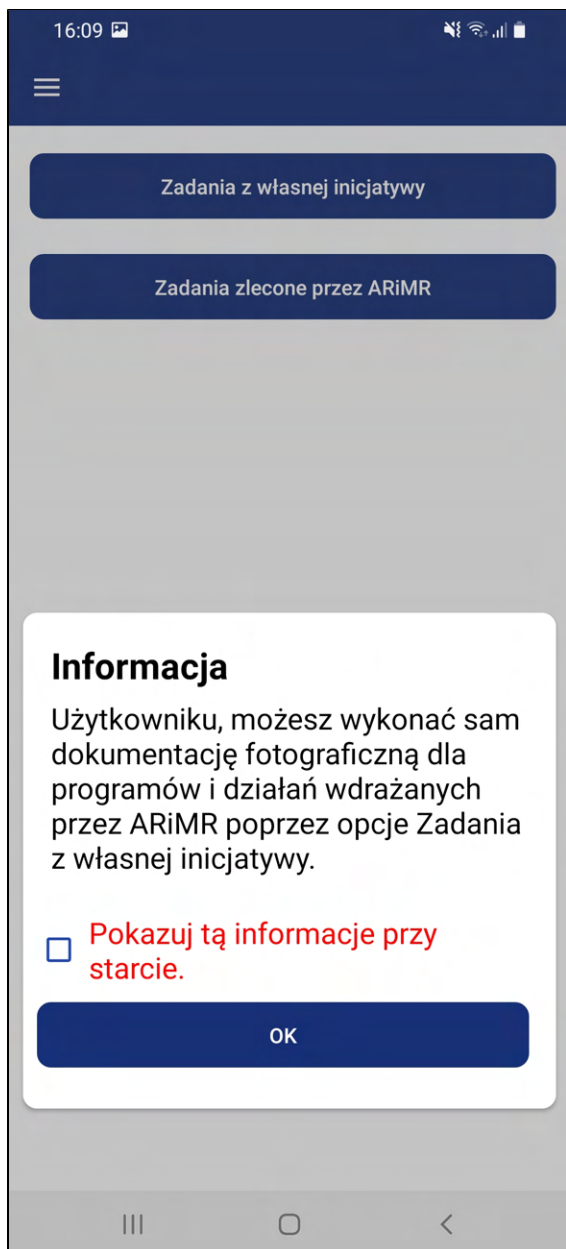 16:09
Zadania z własnej inicjatywy
Zadania zlecone przez ARiMR
Informacja
Użytkowniku, możesz wykonać sam
dokumentację fotograficzną dla
programów i działań wdrażanych
przez ARiMR poprzez opcje Zadania
z własnej inicjatywy.
Pokazuj tą informacje przy
starcie.
OK